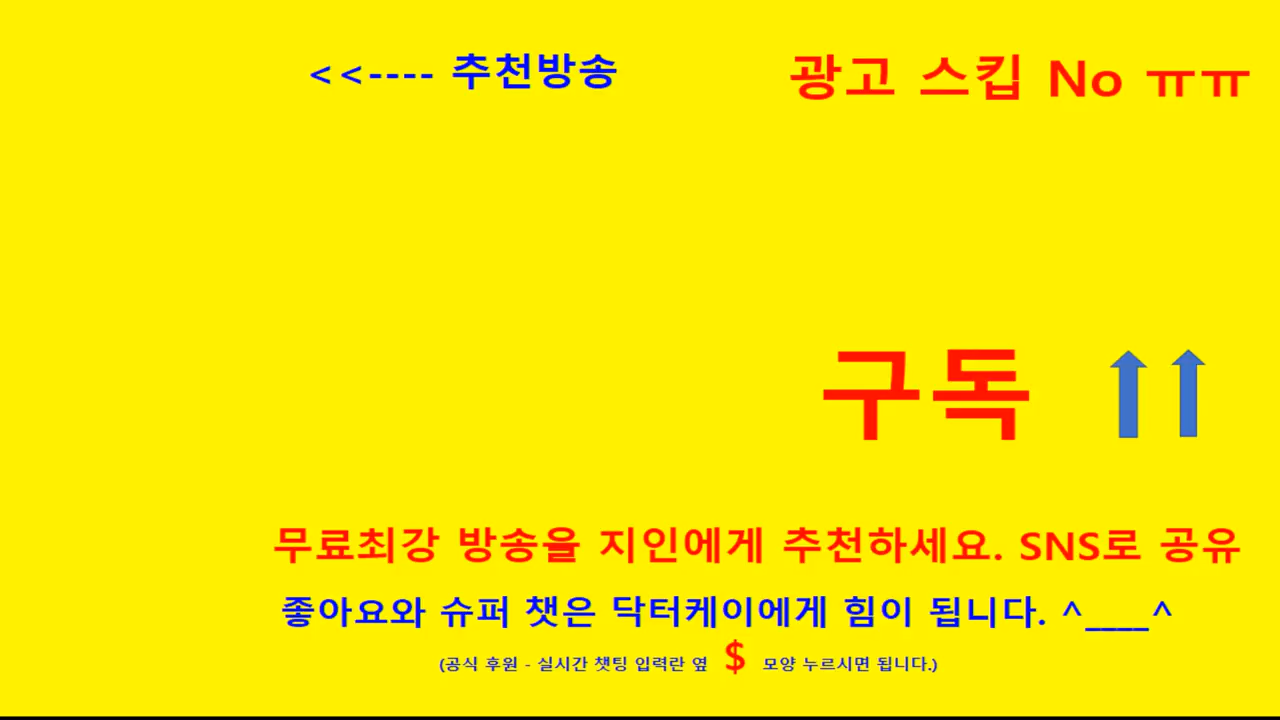 <<---- 추천방송
광고 스킵 No ㅠㅠ
구독
무료최강 방송을 지인에게 추천하세요. SNS로 공유
좋아요와 슈퍼 챗은 닥터케이에게 힘이 됩니다. ^____^
(공식 후원 - 실시간 챗팅 입력란 옆 $ 모양 누르시면 됩니다.)